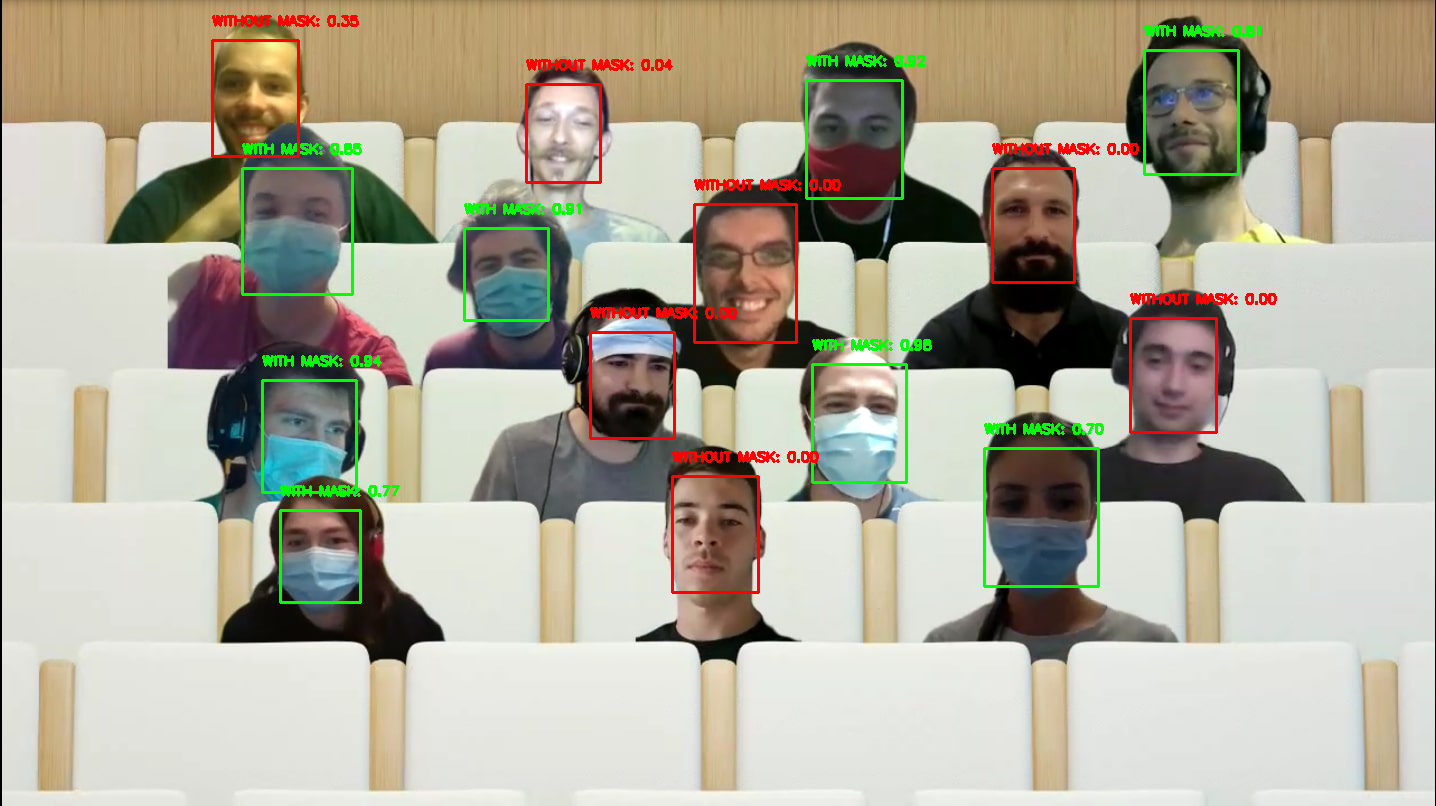 WITHOUT MASK: 0.35
WITH MASK: 0.81
WITH MASK: 0.92
WITHOUT MASK: 0.04
WITH MASK: 0.85
WITHOUT MASK: 0.00
WITHOUT MASK: 0.00
WITH MASK: 0.91
WITHOUT MASK: 0.00
WITHOUT MASK: 0.00
WITH MASK: 0.98
WITH MASK: 0.94
WITH MASK: 0.70
WITHOUT MASK: 0.00
WITH MASK: 0.77